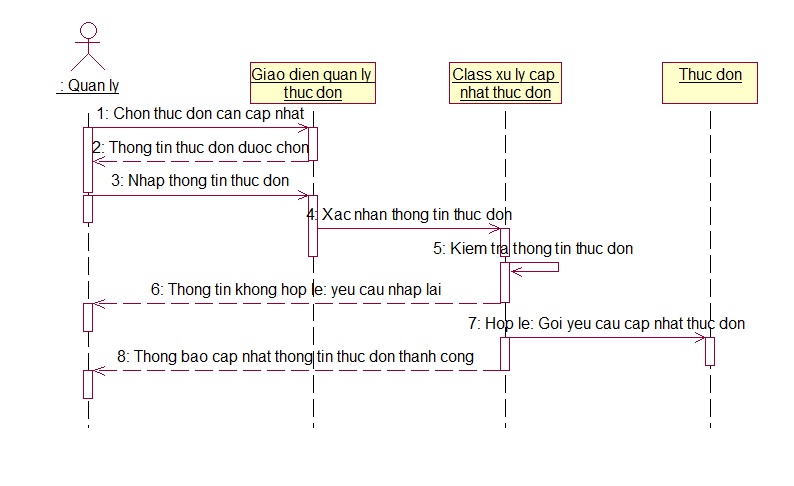 : Quan ly
Giao dien quan ly
thuc don
Class xu ly cap
nhat thuc don
Thuc don
1: Chon thuc don can cap nhat
2: Thong tin thuc don duoc chon
3: Nhap thong tin thuc don
4: Xac nhan thong tin thuc don
5: Kiem tra thong tin thuc don
6: Thong tin khong hop le: yeu cau nhap lai
7: Hop le: Goi yeu cau cap nhat thuc don
8: Thong bao cap nhat thong tin thuc don thanh cong